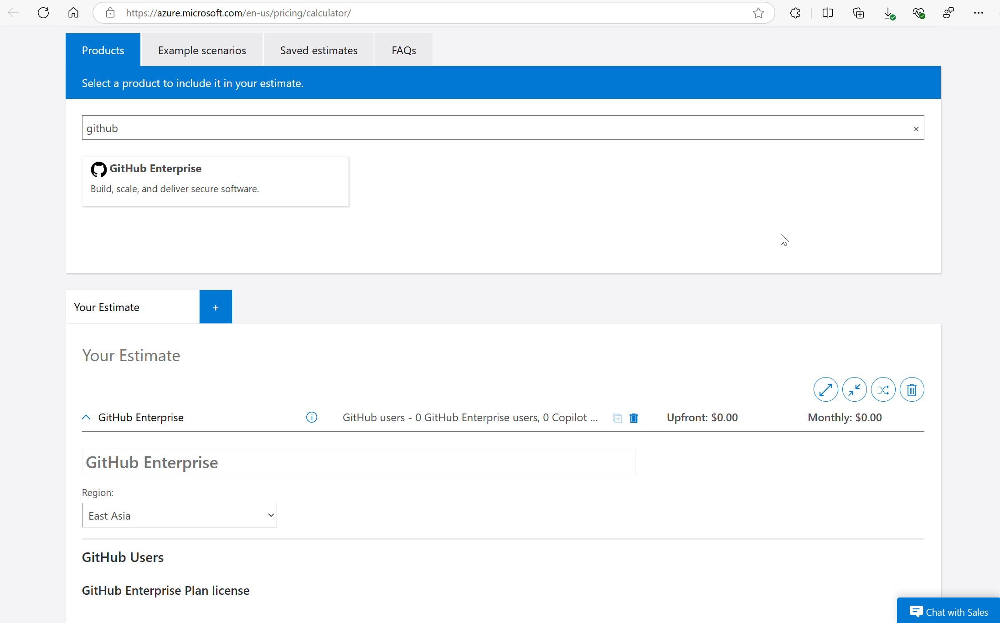 https://azure.microsoft.com/en-us/pricing/calculator/
Products
Example scenarios
Saved estimates
FAQs
Select a product to include it in your estimate.
github
×
GitHub Enterprise
Build, scale, and deliver secure software.
Your Estimate
+
Your Estimate
GitHub Enterprise
GitHub users - 0 GitHub Enterprise users, 0 Copilot ...
Upfront: $0.00
Monthly: $0.00
GitHub Enterprise
Region:
East Asia
GitHub Users
GitHub Enterprise Plan license
Chat with Sales